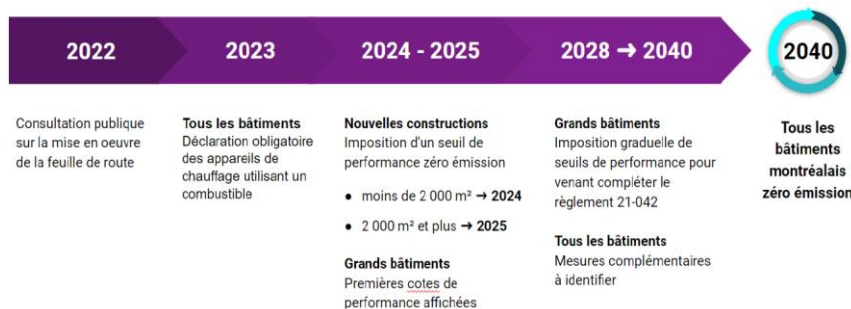 2022
2023
2024 - 2025
2028 → 2040
2040
Consultation publique
sur la mise en oeuvre
de la feuille de route
Tous les bâtiments
Déclaration obligatoire
des appareils de
chauffage utilisant un
combustible
Nouvelles constructions
Imposition d'un seuil de
performance zéro émission
● moins de 2 000 m² → 2024
● 2 000 m² et plus → 2025
Grands bâtiments
Premières cotes de
performance affichées
Grands bâtiments
Imposition graduelle de
seuils de performance pour
venant compléter le
règlement 21-042
Tous les bâtiments
Mesures complémentaires
à identifier
Tous les
bâtiments
montréalais
zéro émission